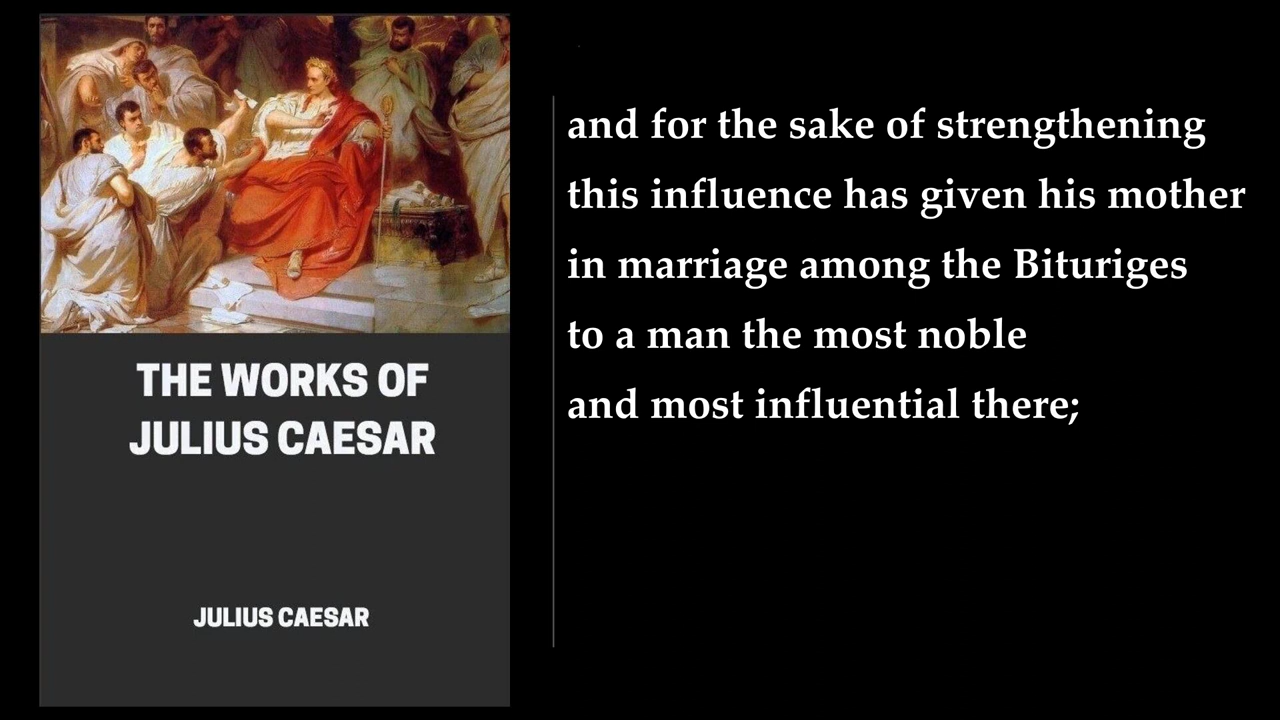 THE WORKS OF
JULIUS CAESAR
JULIUS CAESAR
and for the sake of strengthening
this influence has given his mother
in marriage among the Bituriges
to a man the most noble
and most influential there;